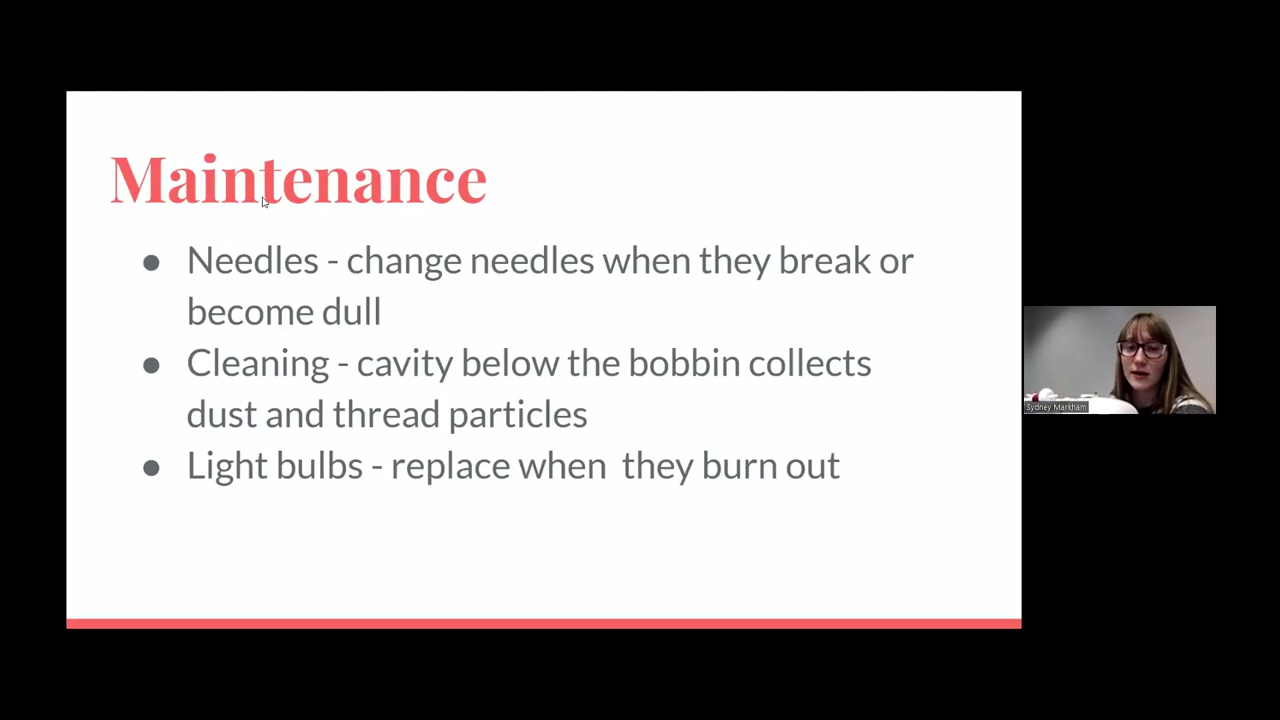 Maintenance
● Needles - change needles when they break or
become dull
● Cleaning - cavity below the bobbin collects
dust and thread particles
● Light bulbs - replace when  they burn out
Sydney Markham